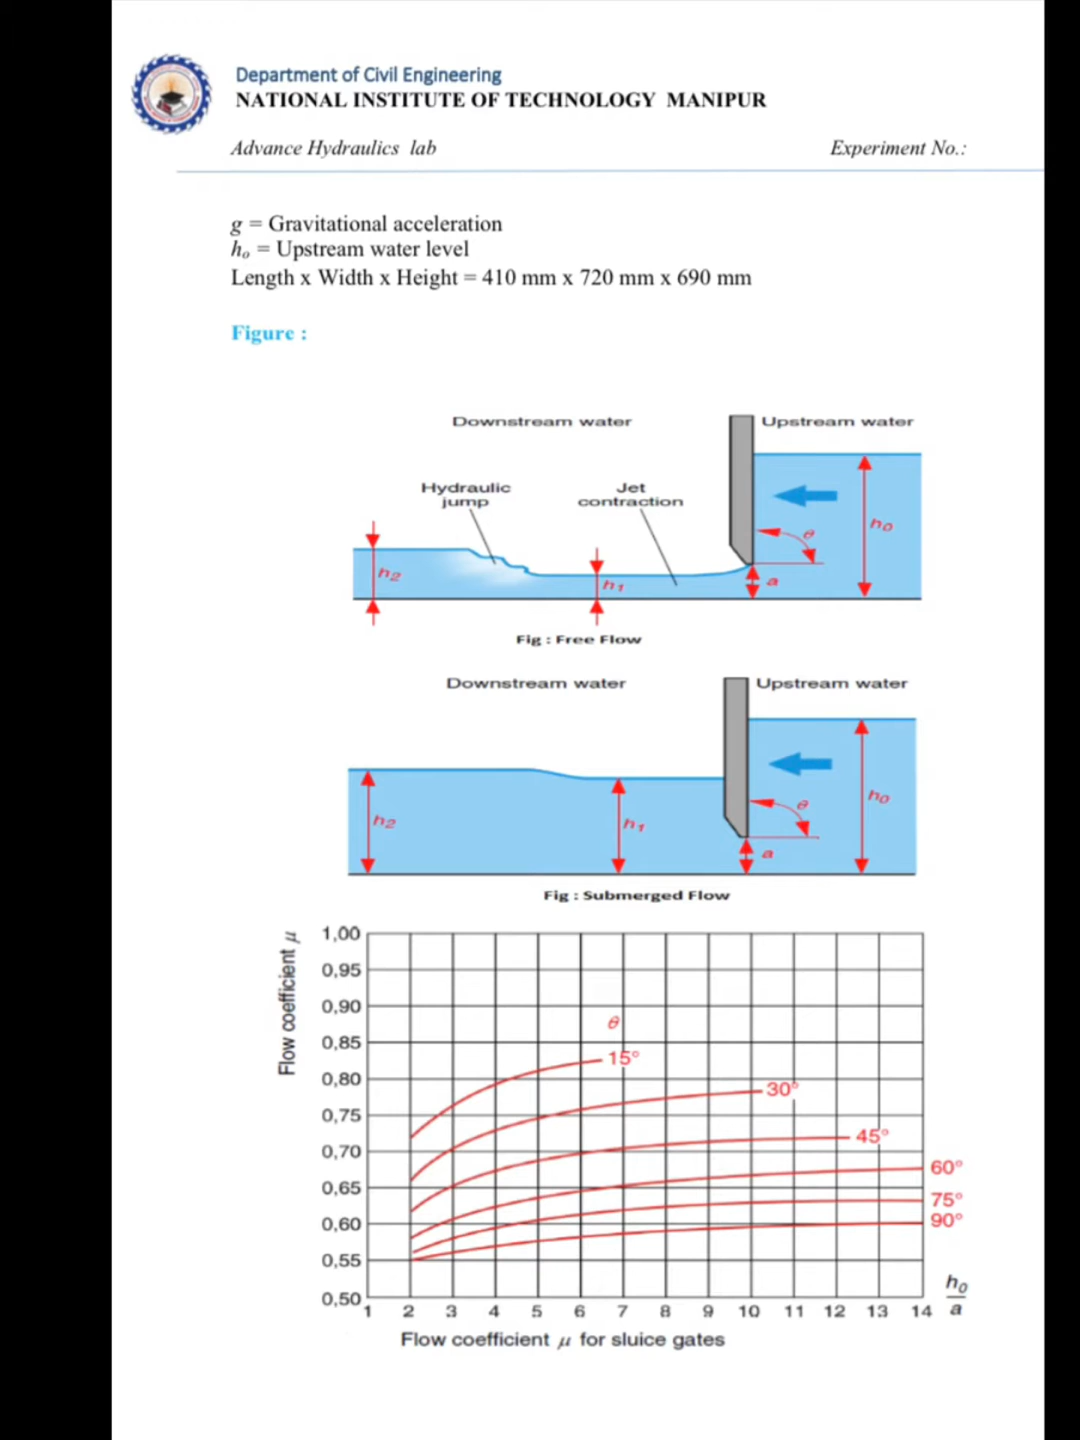 Department of Civil Engineering
NATIONAL INSTITUTE OF TECHNOLOGY MANIPUR
Advance Hydraulics lab
Experiment No.:
g = Gravitational acceleration
hₒ = Upstream water level
Length x Width x Height = 410 mm x 720 mm x 690 mm
Figure :
Downstream water
Upstream water
Hydraulic
jump
Jet
contraction
θ
h₀
h₂
h₁
a
Fig : Free Flow
Downstream water
Upstream water
θ
h₀
h₂
h₁
a
Fig : Submerged Flow
Flow coefficient μ
1,00
0,95
0,90
0,85
0,80
0,75
0,70
0,65
0,60
0,55
0,50
θ
15°
30°
45°
60°
75°
90°
1 2 3 4 5 6 7 8 9 10 11 12 13 14
h₀
a
Flow coefficient μ for sluice gates